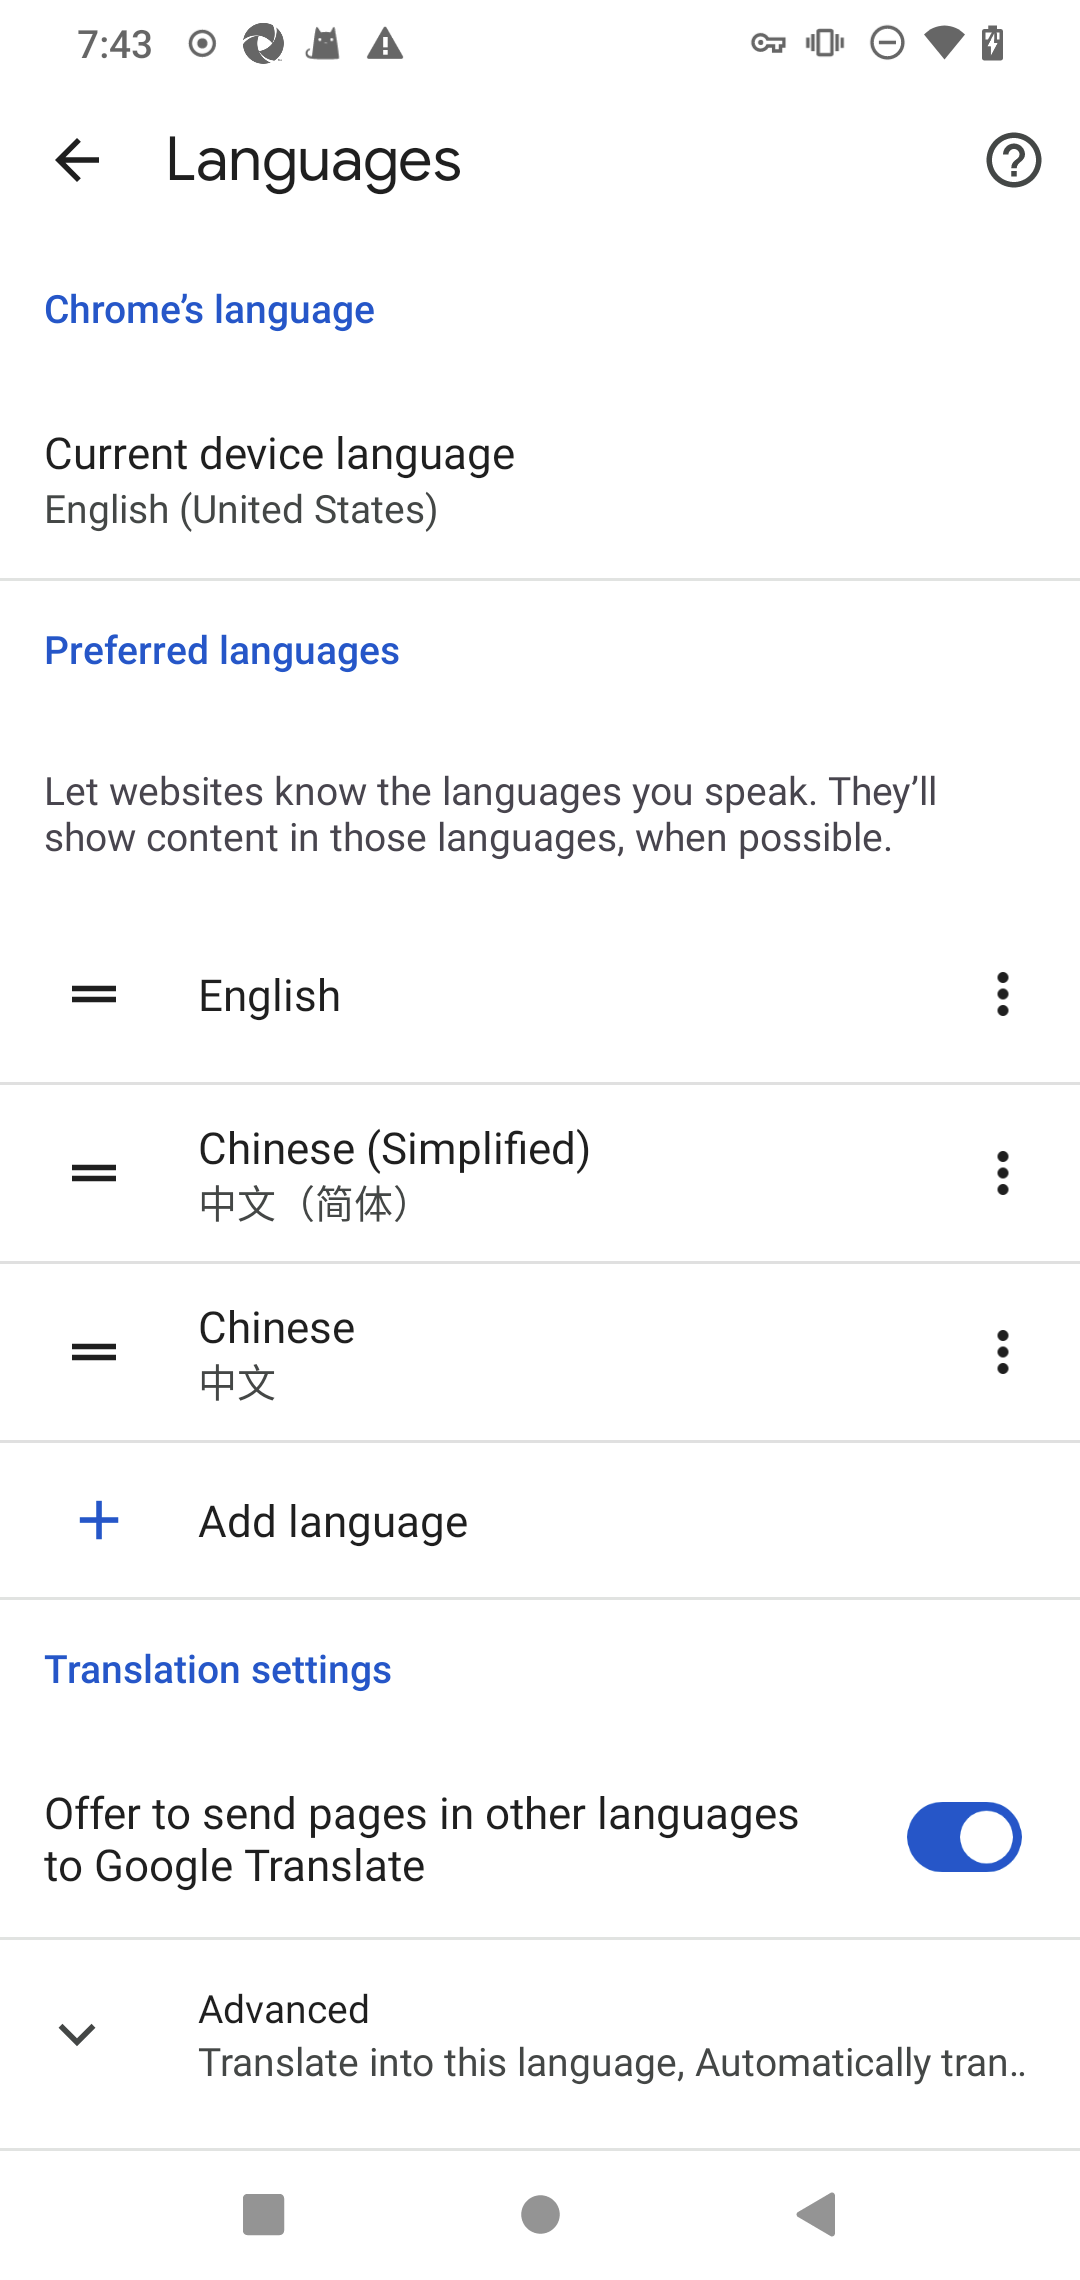 7:43
Languages
Chrome’s language
Current device language
English (United States)
Preferred languages
Let websites know the languages you speak. They’ll
show content in those languages, when possible.
English
Chinese (Simplified)
中文（简体）
Chinese
中文
Add language
Translation settings
Offer to send pages in other languages
to Google Translate
Advanced
Translate into this language, Automatically tran..